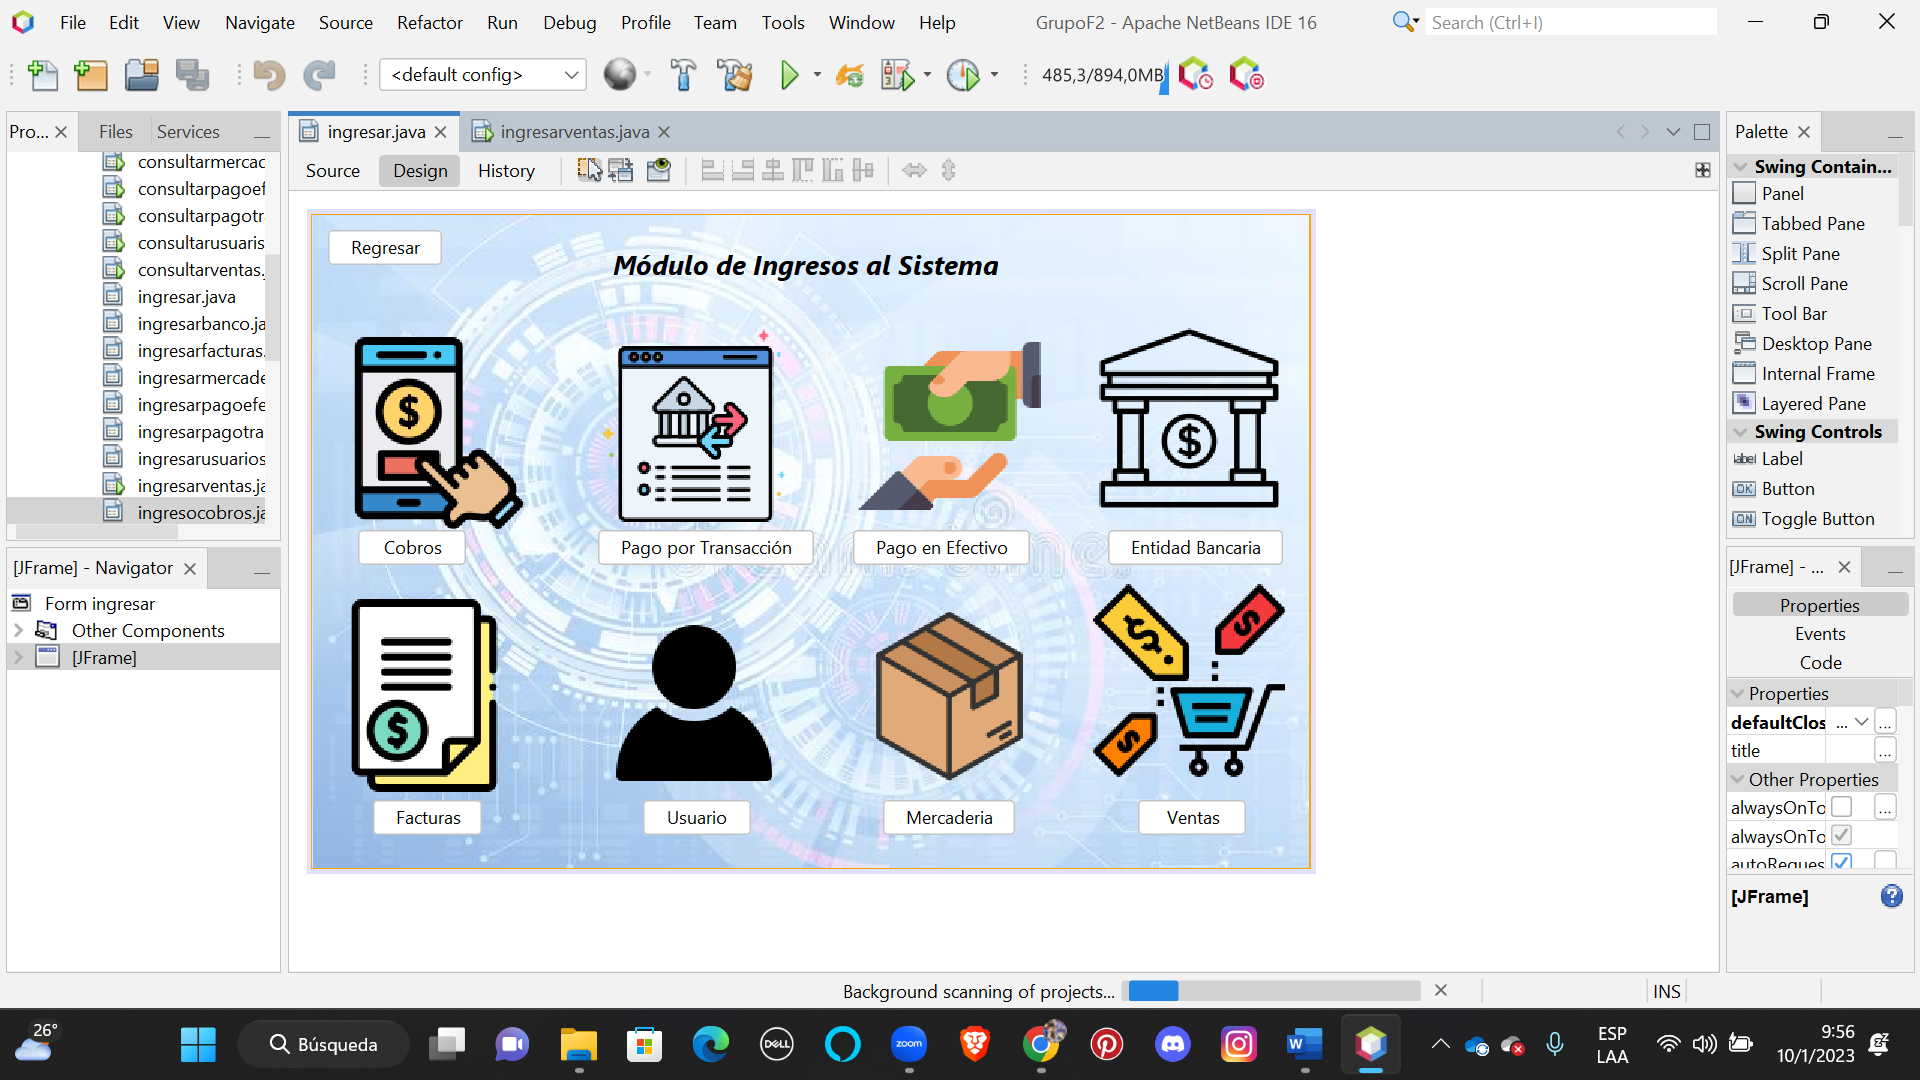 File Edit View Navigate Source Refactor Run Debug Profile Team Tools Window Help
GrupoF2 - Apache NetBeans IDE 16
Search (Ctrl+I)
<default config>
485,3/894,0MB
Pro...
Files
Services
consultarmercac
consultarpagoef
consultarpagotr
consultarusuaris
consultarventas.
ingresar.java
ingresarbanco.ja
ingresarfacturas.
ingresarmercade
ingresarpagoefe
ingresarpagotra
ingresarusuarios
ingresarventas.ja
ingresocobros.ja
[JFrame] - Navigator
Form ingresar
Other Components
[JFrame]
ingresar.java
ingresarventas.java
Source
Design
History
Regresar
Módulo de Ingresos al Sistema
Cobros
Pago por Transacción
Pago en Efectivo
Entidad Bancaria
Facturas
Usuario
Mercaderia
Ventas
Palette
Swing Contain...
Panel
Tabbed Pane
Split Pane
Scroll Pane
Tool Bar
Desktop Pane
Internal Frame
Layered Pane
Swing Controls
label Label
OK Button
ON Toggle Button
[JFrame] - ...
Properties
Events
Code
Properties
defaultClos ... ...
title ...
Other Properties
alwaysOnTo ...
alwaysOnTo
autoReques
[JFrame]
Background scanning of projects...
INS
26°
Búsqueda
DELL
zoom
ESP
LAA
9:56
10/1/2023